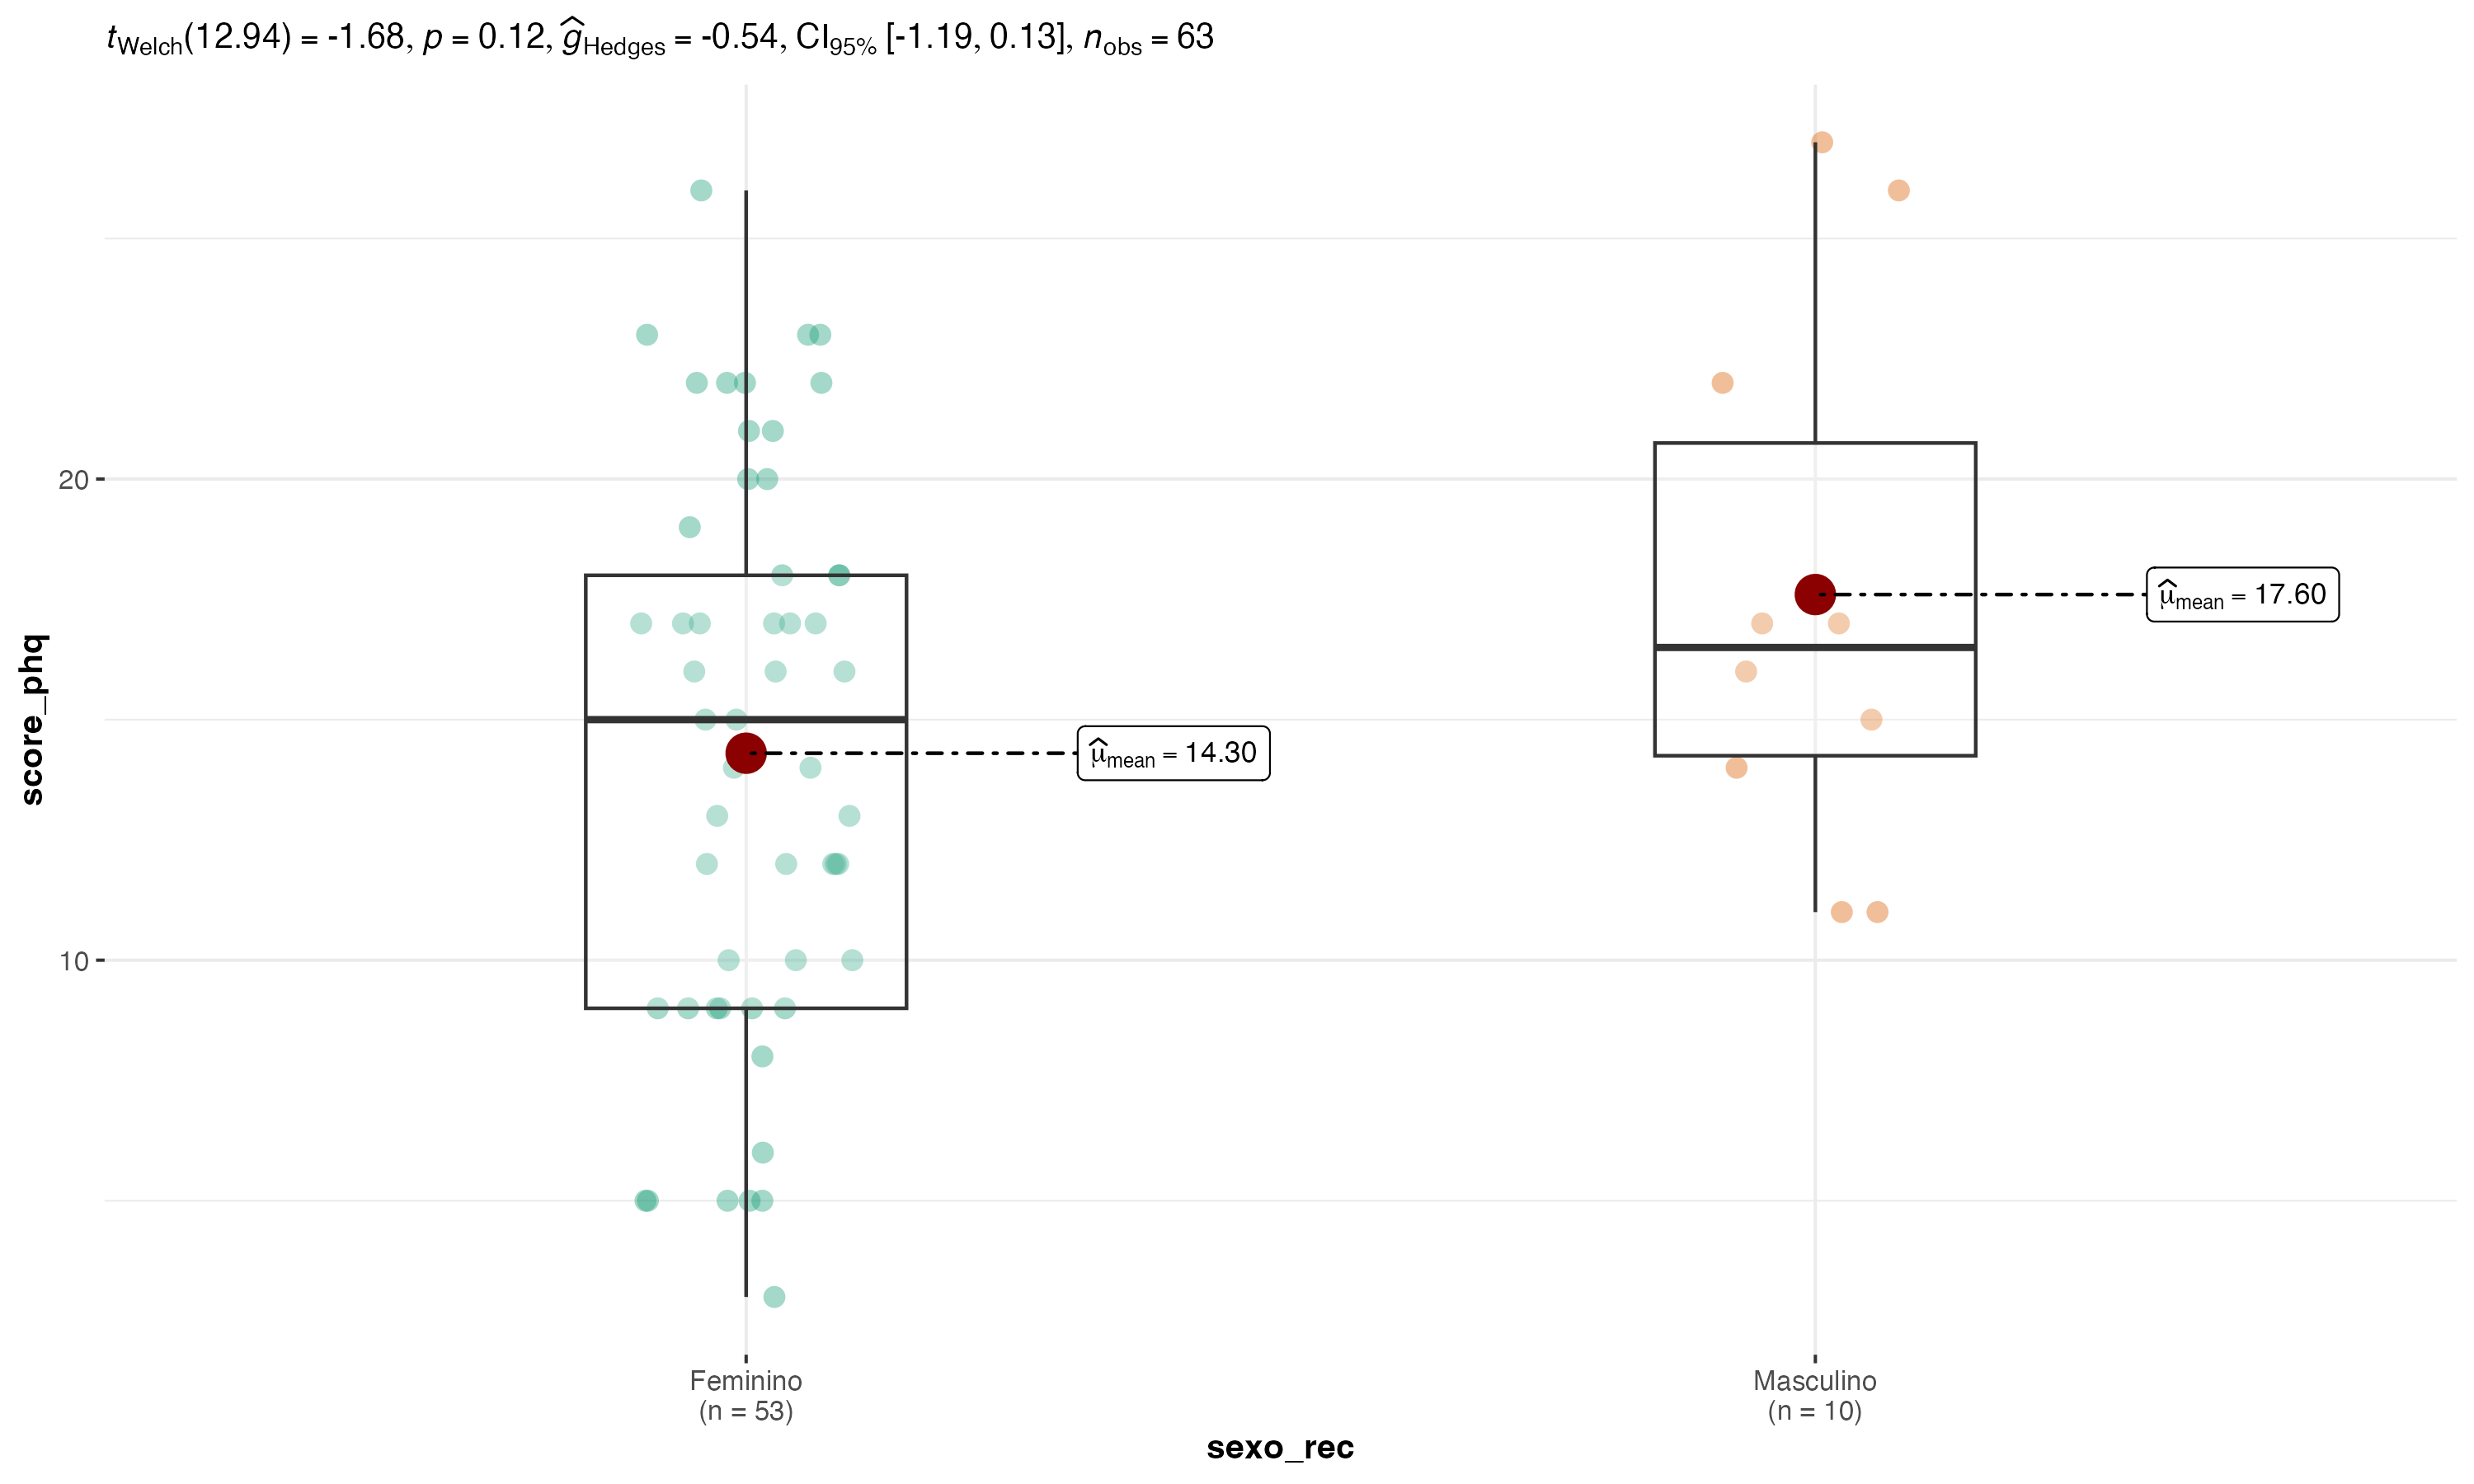 tWelch(12.94) = -1.68, p = 0.12, ĝHedges = -0.54, CI95% [-1.19, 0.13], nobs = 63
score_phq
20
10
μ̂mean = 14.30
μ̂mean = 17.60
Feminino
(n = 53)
Masculino
(n = 10)
sexo_rec